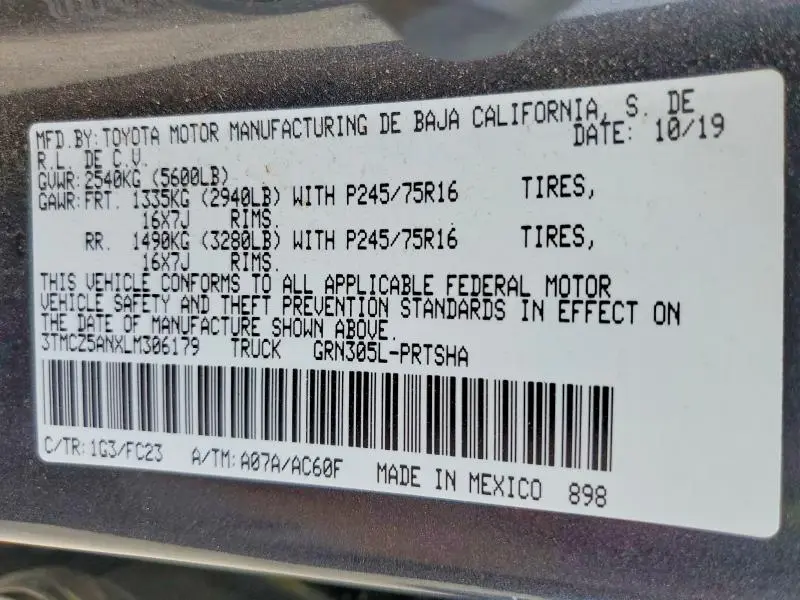 MFD.BY:TOYOTA MOTOR MANUFACTURING DE BAJA CALIFORNIA, S. DE
R.L. DE C.V. DATE: 10/19
GVWR:2540KG (5600LB)
GAWR:FRT. 1335KG (2940LB) WITH P245/75R16 TIRES,
16X7J RIMS.
RR. 1490KG (3280LB) WITH P245/75R16 TIRES,
16X7J RIMS.
THIS VEHICLE CONFORMS TO ALL APPLICABLE FEDERAL MOTOR
VEHICLE SAFETY AND THEFT PREVENTION STANDARDS IN EFFECT ON
THE DATE OF MANUFACTURE SHOWN ABOVE.
3TMCZ5ANXLM306179 TRUCK GRN305L-PRTSHA
C/TR:1G3/FC23 A/TM:A07A/AC60F MADE IN MEXICO 898